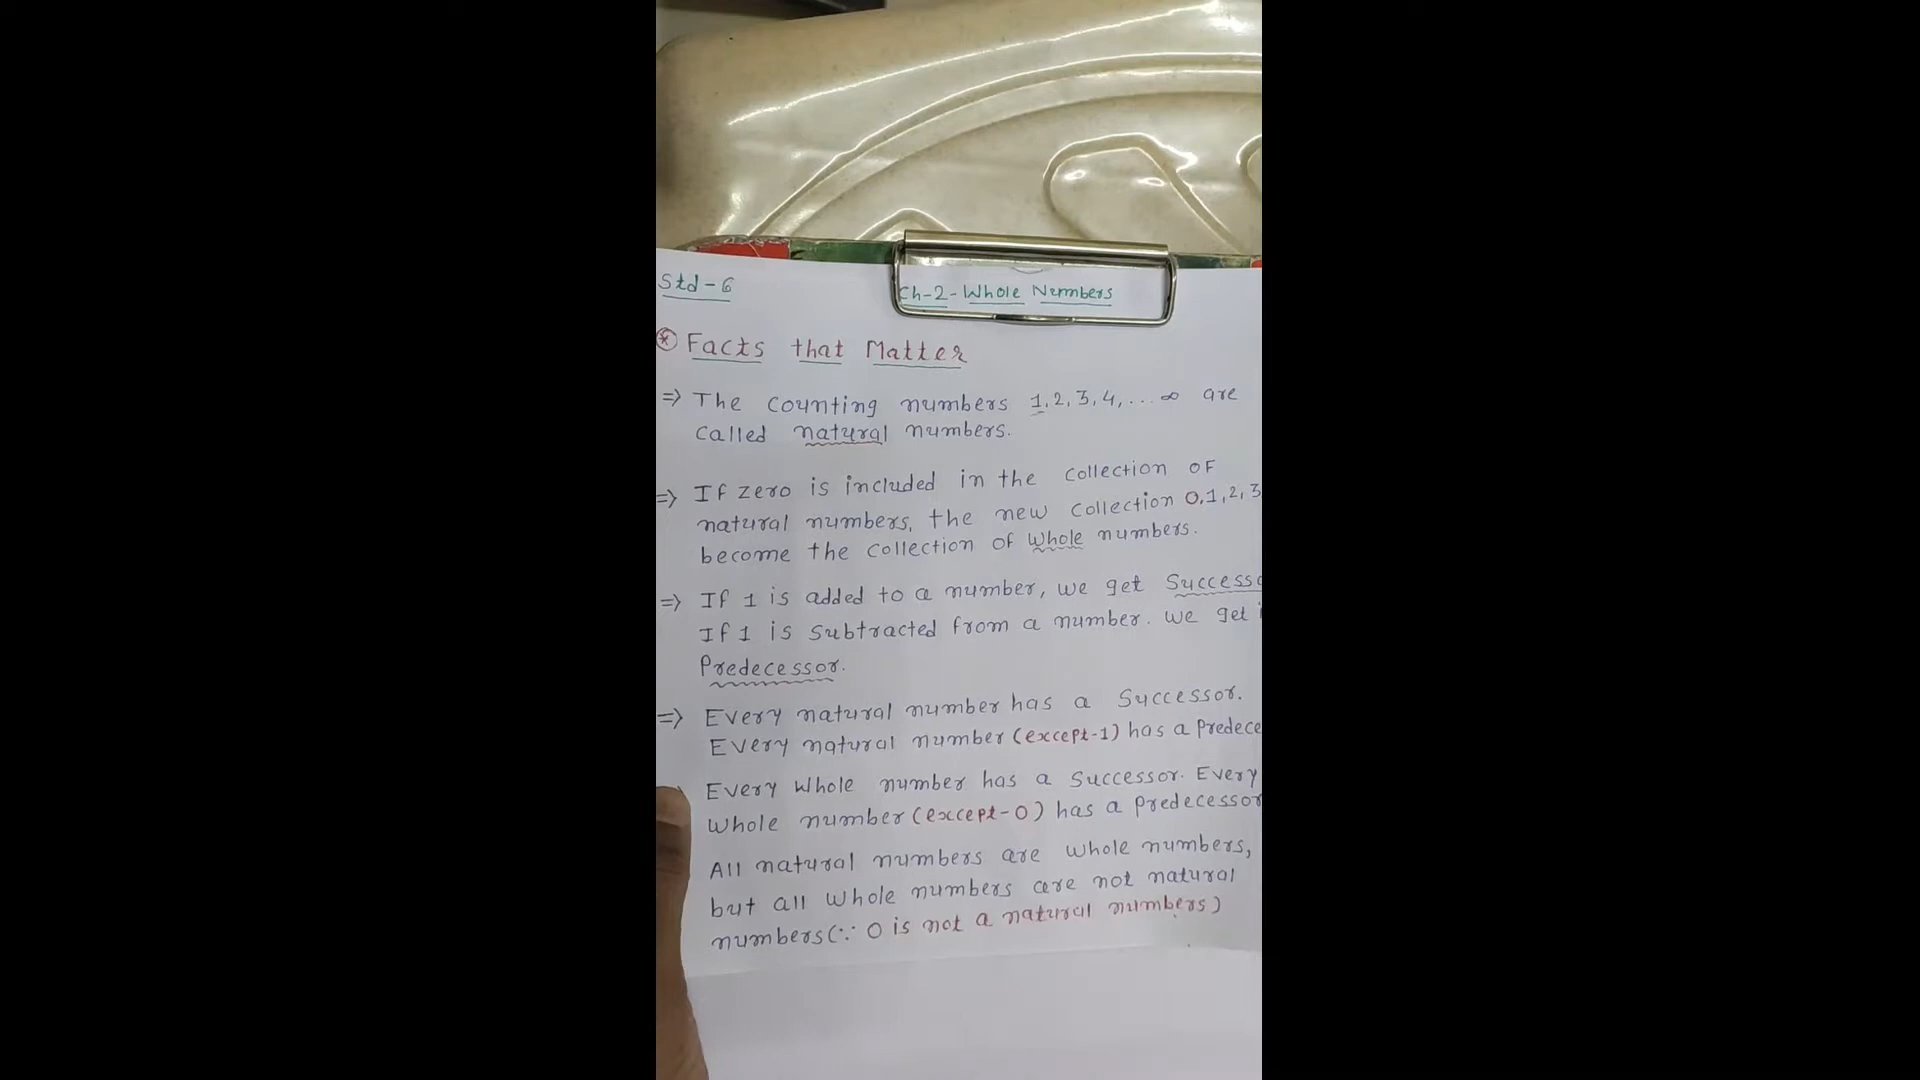 Std-6
Ch-2-Whole Numbers
* Facts that Matter
=> The counting numbers 1,2,3,4,...∞ are
called natural numbers.
=> If zero is included in the collection of
natural numbers, the new collection 0,1,2,3
become the collection of whole numbers.
=> If 1 is added to a number, we get
If 1 is subtracted from a number. we get
Predecessor.
=> Every natural number has a successor.
Every natural number (except-1) has a
Every whole number has a successor. Every
whole number (except-0) has a predecessor
All natural numbers are whole numbers,
but all whole numbers are not natural
numbers (∵ 0 is not a natural numbers)